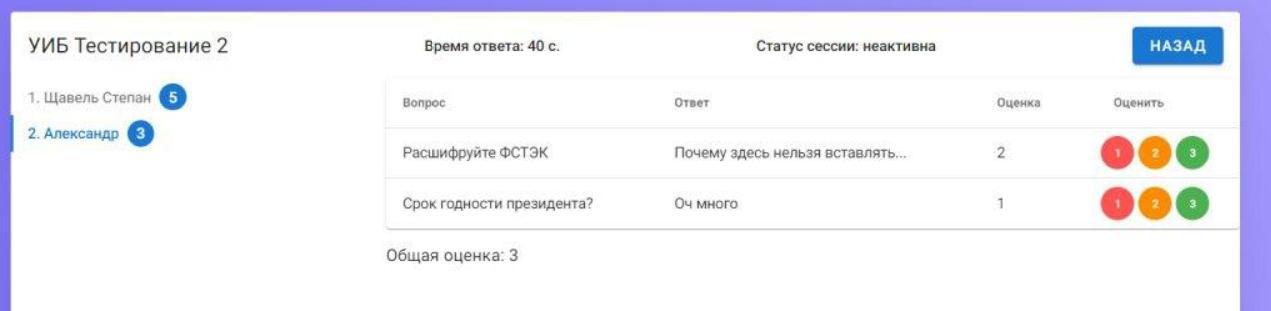 УИБ Тестирование 2
Время ответа: 40 с.
Статус сессии: неактивна
НАЗАД
1. Щавель Степан 5
2. Александр 3
Вопрос Ответ Оценка Оценить
Расшифруйте ФСТЭК Почему здесь нельзя вставлять... 2 1 2 3
Срок годности президента? Оч много 1 1 2 3
Общая оценка: 3